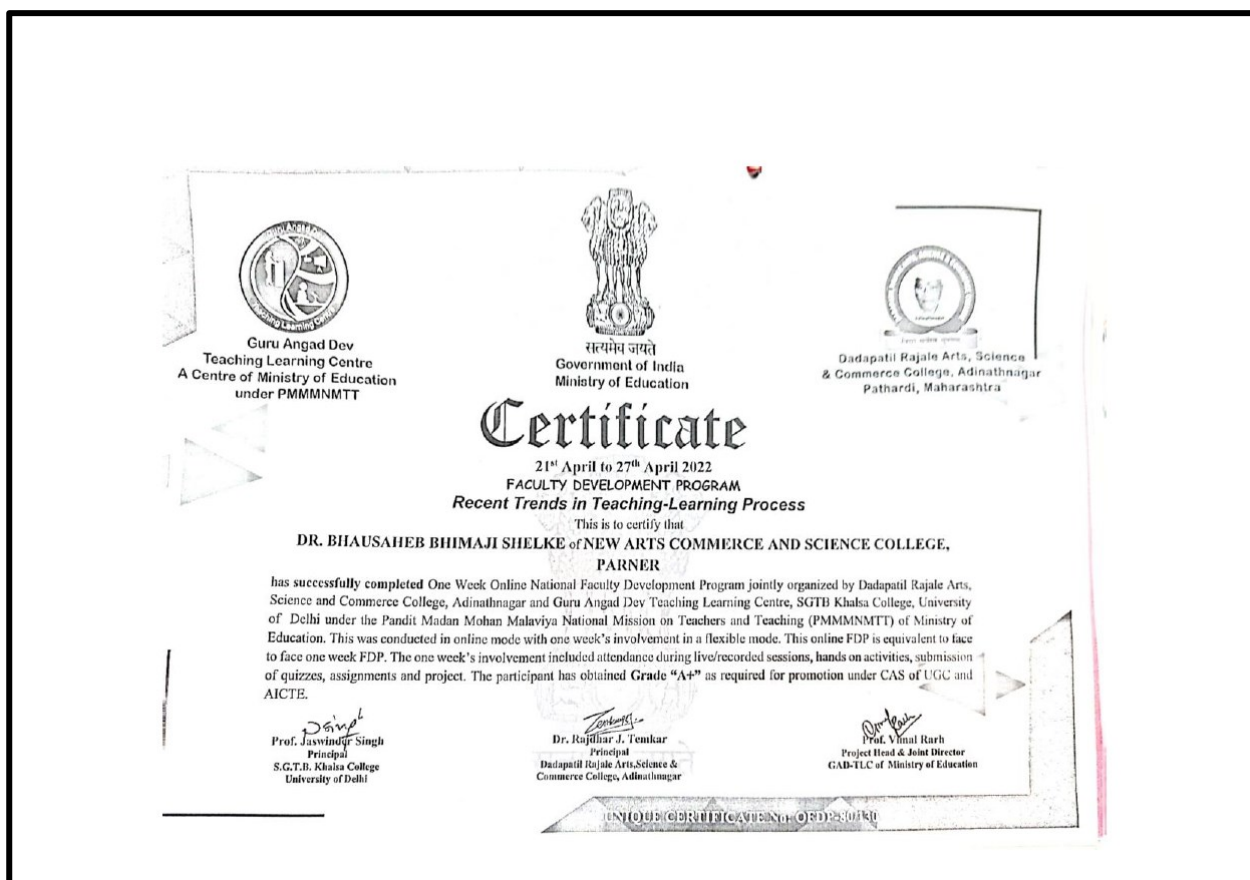 Guru Angad Dev
Teaching Learning Centre
A Centre of Ministry of Education
under PMMMNMTT
सत्यमेव जयते
Government of India
Ministry of Education
Dadapatil Rajale Arts, Science
& Commerce College, Adinathnagar
Pathardi, Maharashtra
Certificate
21st April to 27th April 2022
FACULTY DEVELOPMENT PROGRAM
Recent Trends in Teaching-Learning Process
This is to certify that
DR. BHAUSAHEB BHIMAJI SHELKE of NEW ARTS COMMERCE AND SCIENCE COLLEGE,
PARNER
has successfully completed One Week Online National Faculty Development Program jointly organized by Dadapatil Rajale Arts,
Science and Commerce College, Adinathnagar and Guru Angad Dev Teaching Learning Centre, SGTB Khalsa College, University
of Delhi under the Pandit Madan Mohan Malaviya National Mission on Teachers and Teaching (PMMMNMTT) of Ministry of
Education. This was conducted in online mode with one week's involvement in a flexible mode. This online FDP is equivalent to face
to face one week FDP. The one week's involvement included attendance during live/recorded sessions, hands on activities, submission
of quizzes, assignments and project. The participant has obtained Grade "A+" as required for promotion under CAS of UGC and
AICTE.
Prof. Jaswinder Singh
Principal
S.G.T.B. Khalsa College
University of Delhi
Dr. Rajdhar J. Temkar
Principal
Dadapatil Rajale Arts,Science &
Commerce College, Adinathnagar
Prof. Vimal Rarh
Project Head & Joint Director
GAD-TLC of Ministry of Education
UNIQUE CERTIFICATE No: OFDP-80130